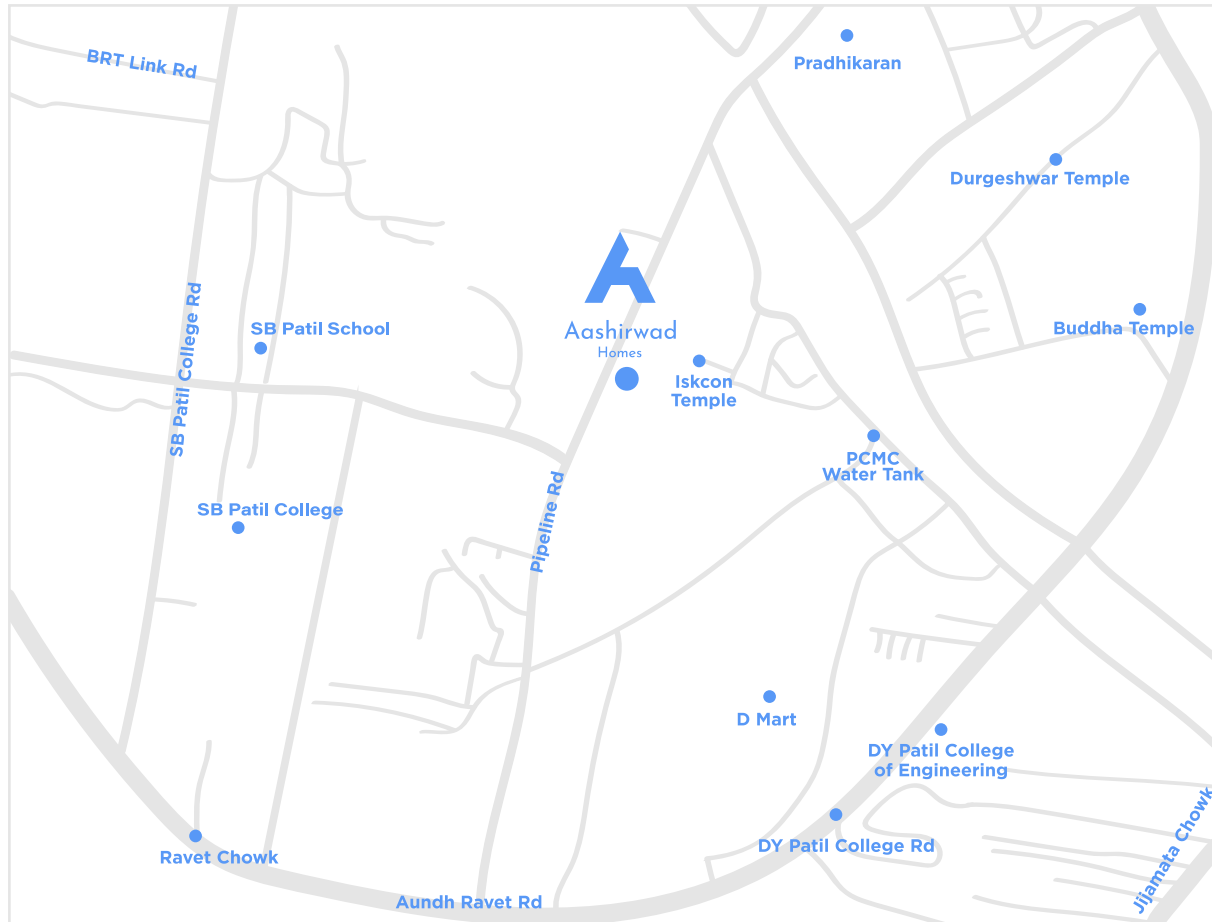 BRT Link Rd
Pradhikaran
Durgeshwar Temple
SB Patil College Rd
SB Patil School
Aashirwad
Homes
Buddha Temple
Iskcon
Temple
PCMC
Water Tank
SB Patil College
Pipeline Rd
D Mart
DY Patil College
of Engineering
Ravet Chowk
DY Patil College Rd
Jijamata Chowk
Aundh Ravet Rd